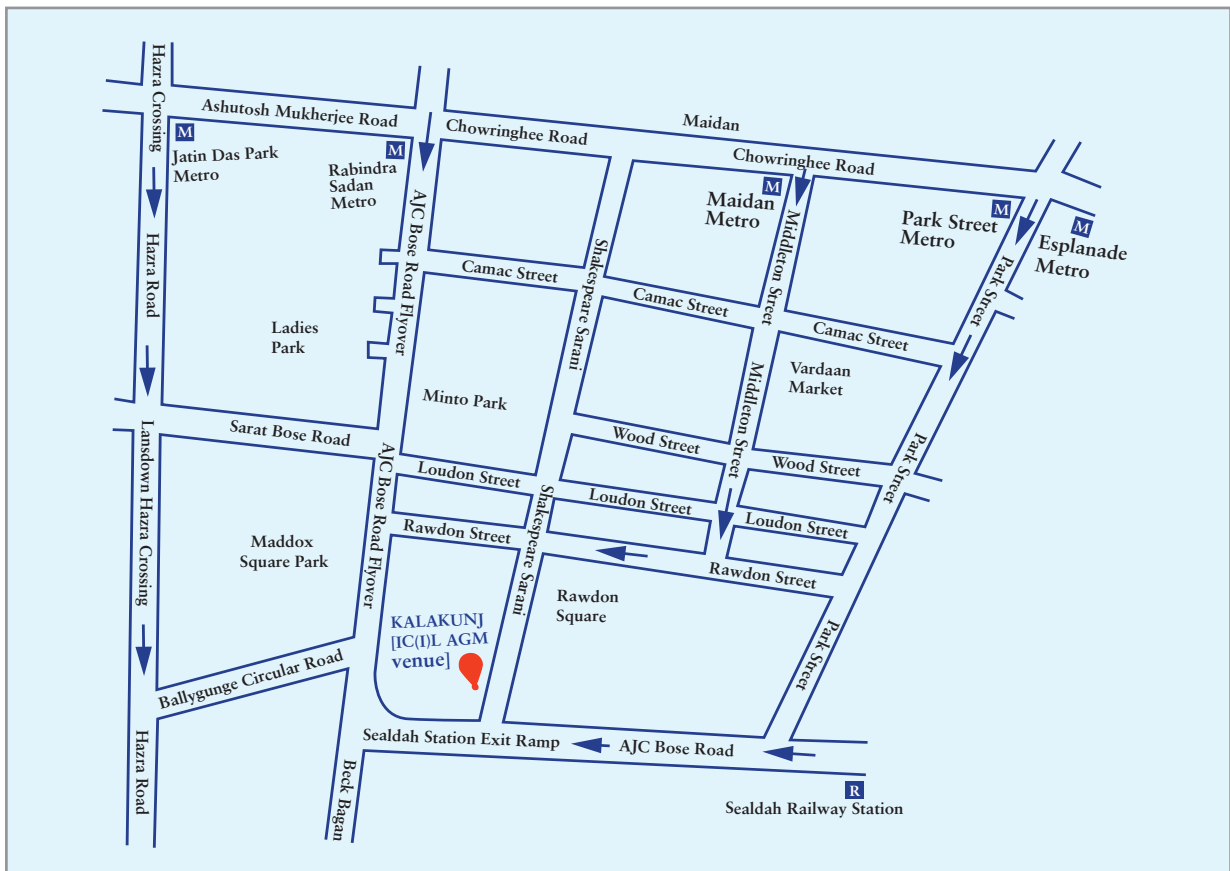 Hazra Crossing
Ashutosh Mukherjee Road
Chowringhee Road
Maidan
Chowringhee Road
M
Jatin Das Park
Metro
M
Rabindra
Sadan
Metro
M
Maidan
Metro
M
Park Street
Metro
M
Esplanade
Metro
Hazra Road
AJC Bose Road Flyover
Shakespeare Sarani
Middleton Street
Park Street
Camac Street
Camac Street
Camac Street
Ladies
Park
Minto Park
Vardaan
Market
Middleton Street
Park Street
Sarat Bose Road
Wood Street
Wood Street
Lansdown Hazra Crossing
AJC Bose Road Flyover
Loudon Street
Loudon Street
Loudon Street
Shakespeare Sarani
Rawdon Street
Rawdon Street
Maddox
Square Park
Rawdon
Square
KALAKUNJ
[IC(I)L AGM
venue]
Park Street
Ballygunge Circular Road
Hazra Road
Beck Bagan
Sealdah Station Exit Ramp
AJC Bose Road
R
Sealdah Railway Station